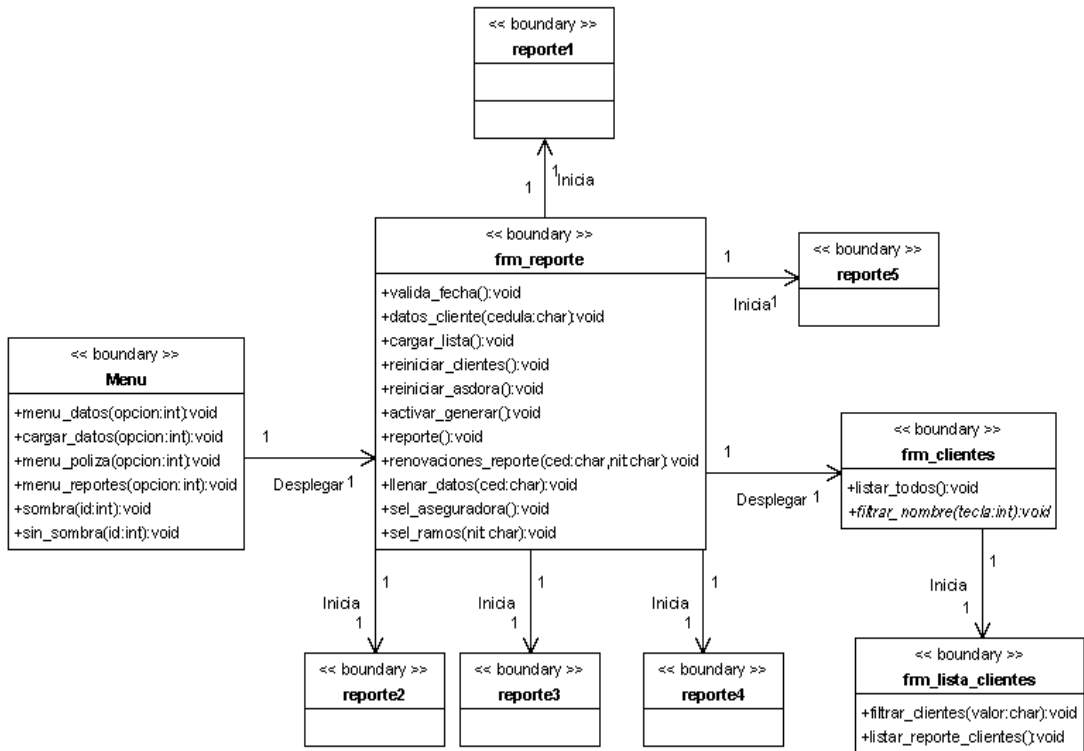 << boundary >>
reporte1
1
1
Inicia
<< boundary >>
frm_reporte
+valida_fecha():void
+datos_cliente(cedula:char):void
+cargar_lista():void
+reiniciar_clientes():void
+reiniciar_asdora():void
+activar_generar():void
+reporte():void
+renovaciones_reporte(ced:char,nit:char):void
+llenar_datos(ced:char):void
+sel_aseguradora():void
+sel_ramos(nit:char):void
1
Inicia
1
<< boundary >>
reporte5
<< boundary >>
Menu
+menu_datos(opcion:int):void
+cargar_datos(opcion:int):void
+menu_poliza(opcion:int):void
+menu_reportes(opcion:int):void
+sombra(id:int):void
+sin_sombra(id:int):void
1
Desplegar
1
1
Desplegar
1
<< boundary >>
frm_clientes
+listar_todos():void
+filtrar_nombre(tecla:int):void
1
Inicia
1
1
Inicia
1
1
Inicia
1
1
Inicia
1
<< boundary >>
reporte2
<< boundary >>
reporte3
<< boundary >>
reporte4
<< boundary >>
frm_lista_clientes
+filtrar_clientes(valor:char):void
+listar_reporte_clientes():void